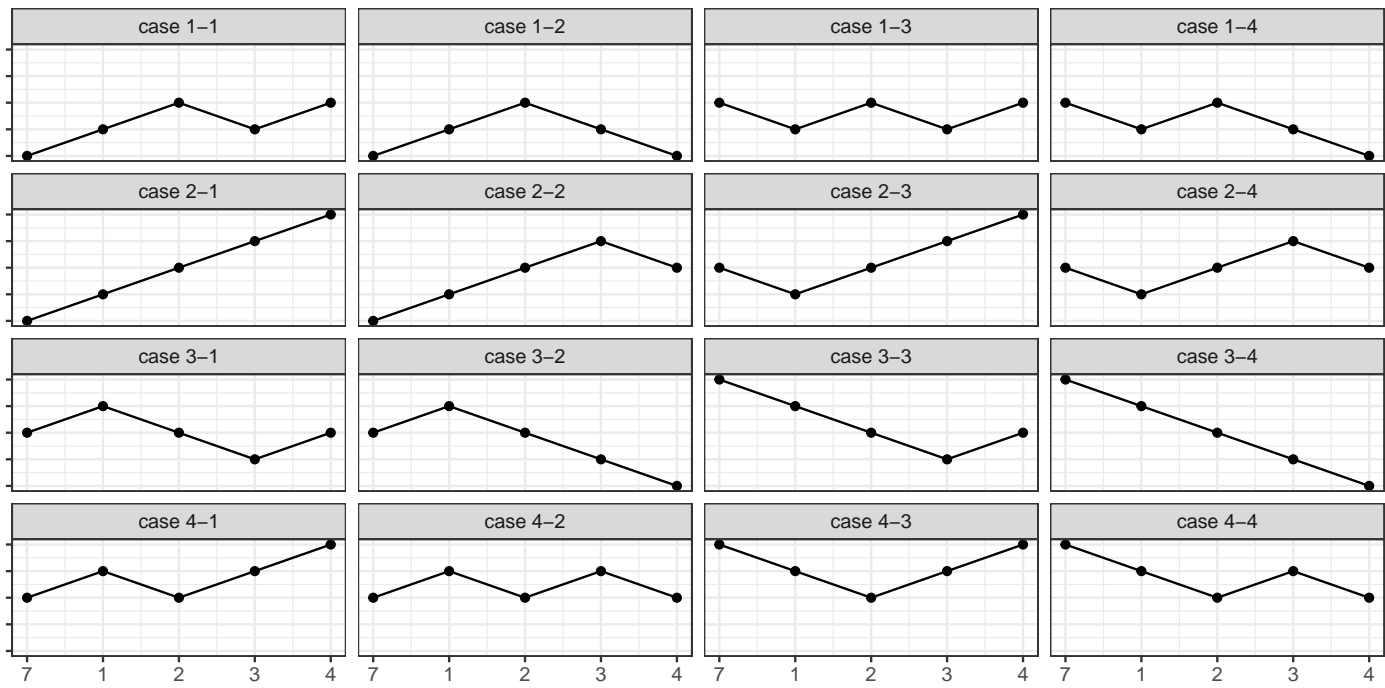 case 1−1 case 1−2 case 1−3 case 1−4
case 2−1 case 2−2 case 2−3 case 2−4
case 3−1 case 3−2 case 3−3 case 3−4
case 4−1 case 4−2 case 4−3 case 4−4
7 1 2 3 4 7 1 2 3 4 7 1 2 3 4 7 1 2 3 4